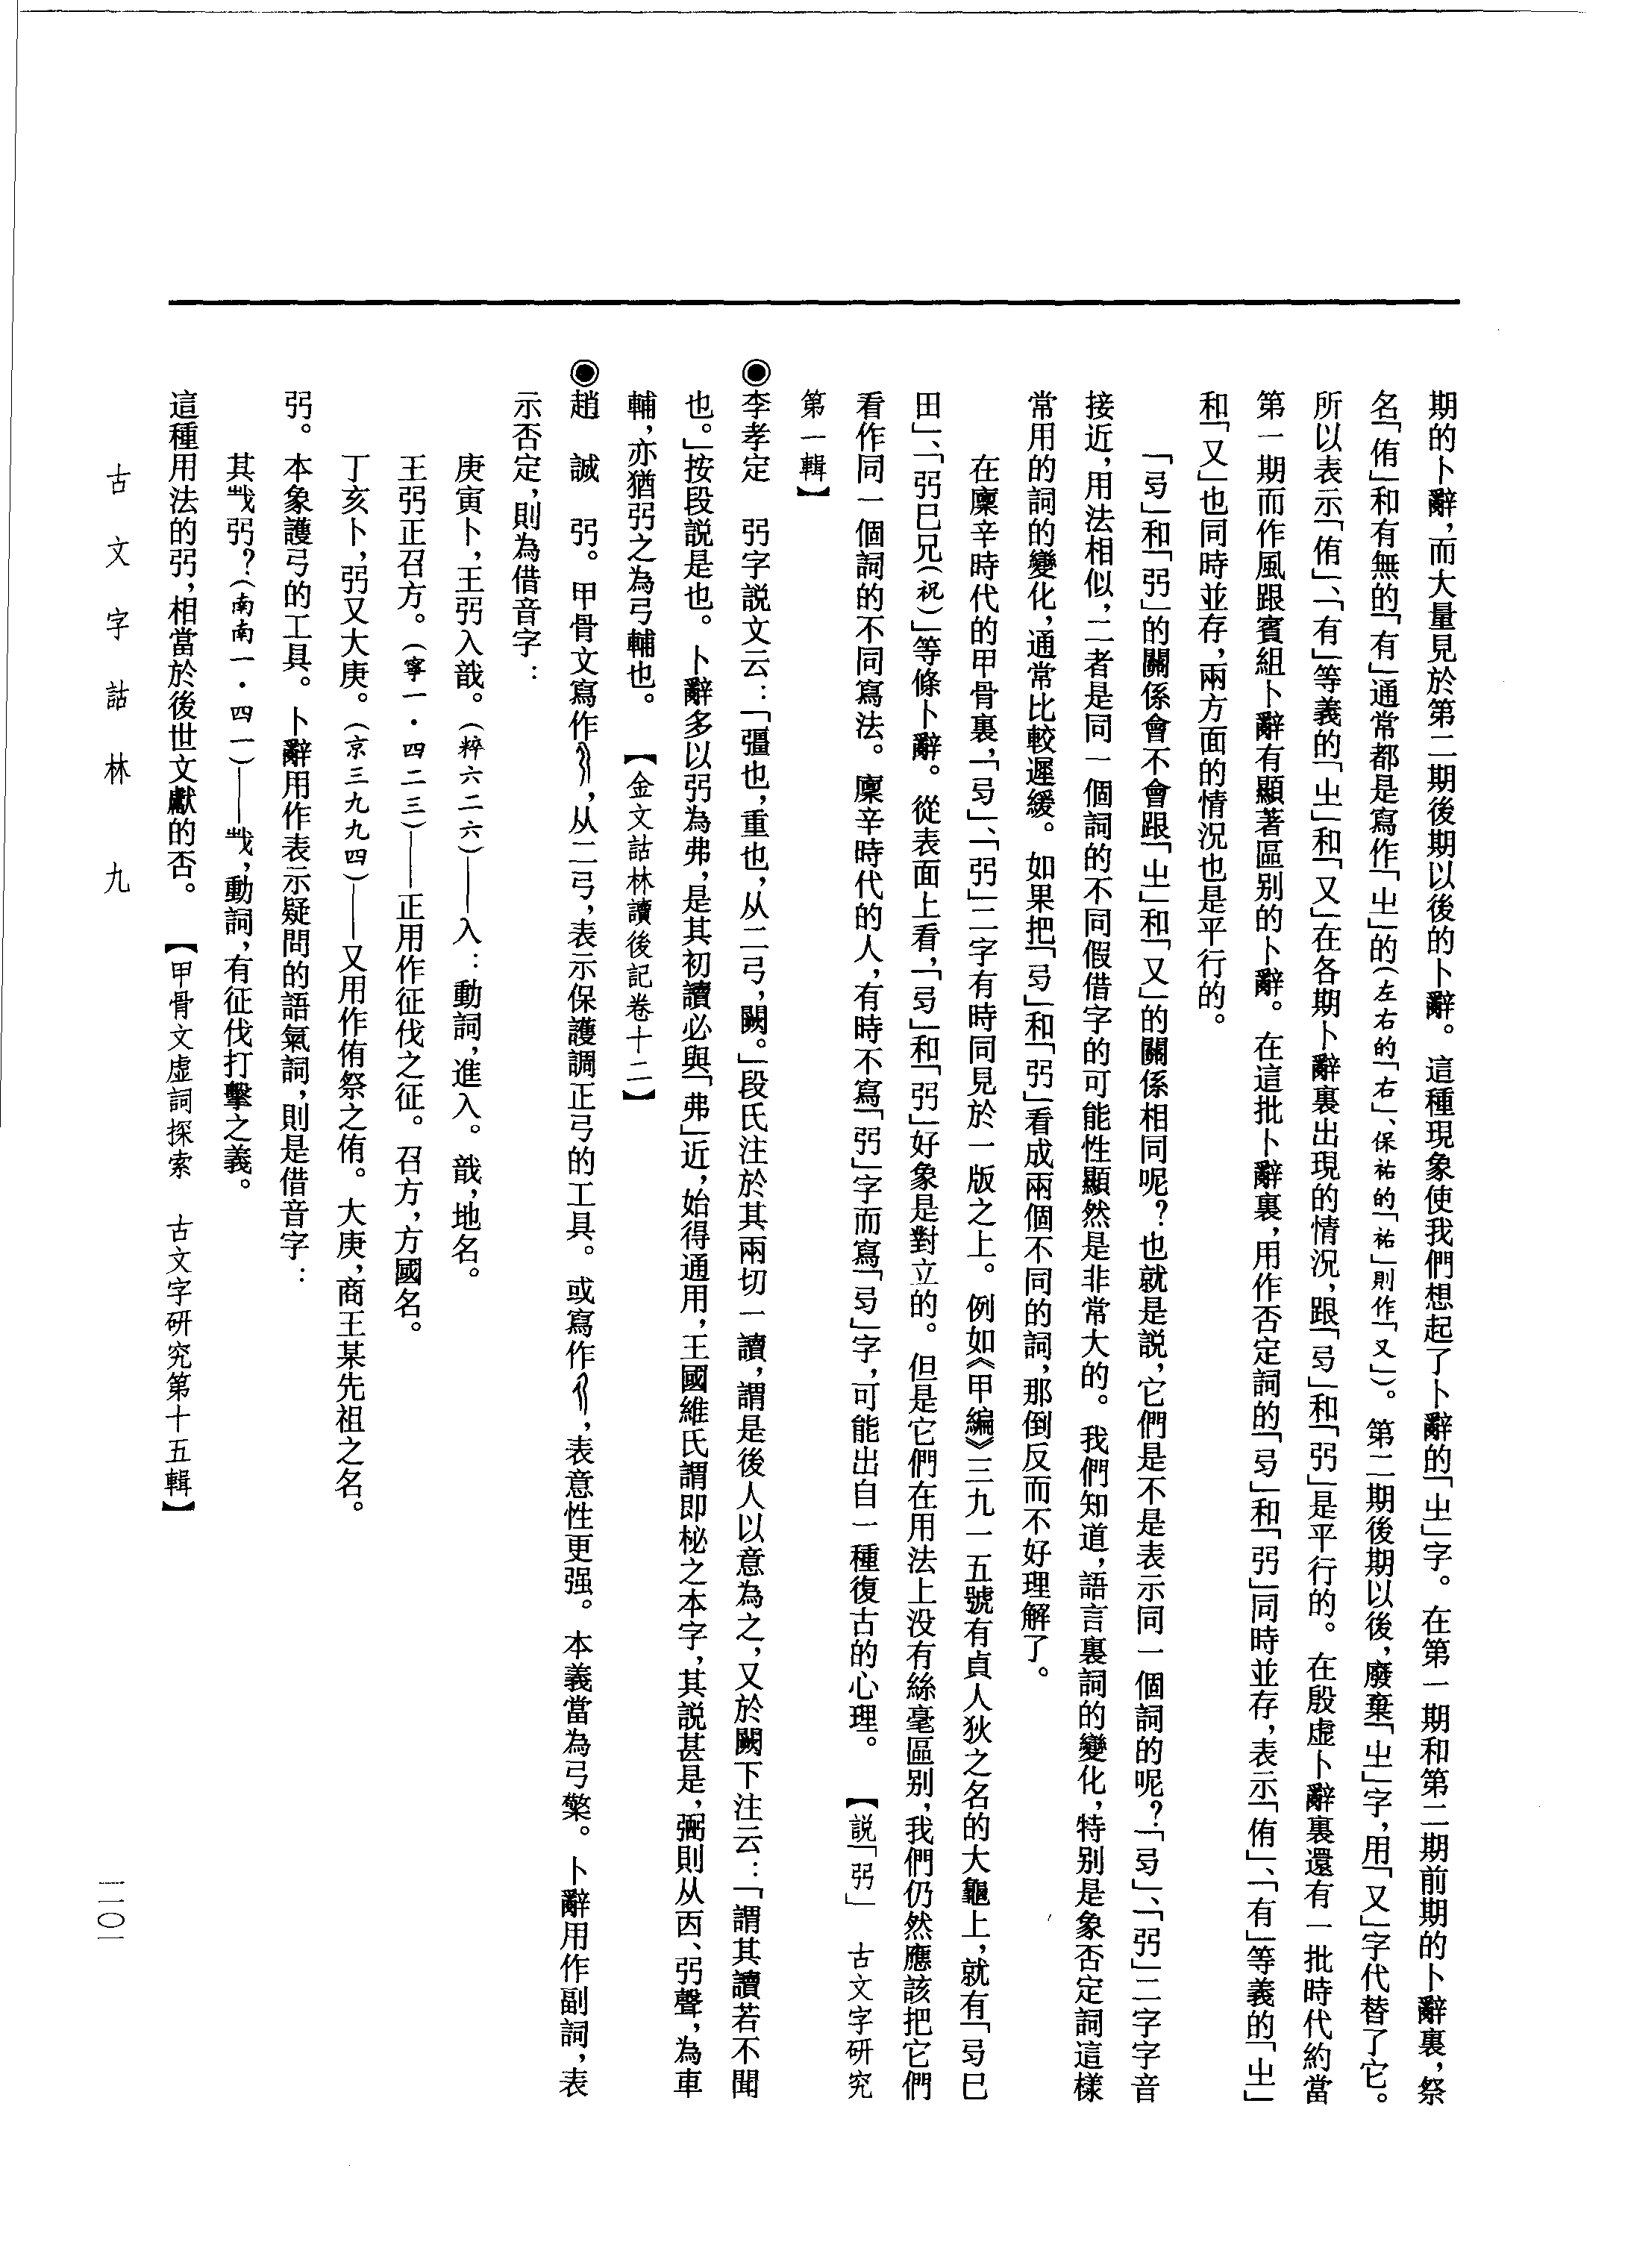 期的卜辭，而大量見於第二期後期以後的卜辭。這種現象使我們想起了卜辭的「㞢」字。在第一期和第二期前期的卜辭裏，祭
名「侑」和有無的「有」通常都是寫作「㞢」的（左右的「右」、保祐的「祐」則作「又」）。第二期後期以後，廢棄「㞢」字，用「又」字代替了它。
所以表示「侑」、「有」等義的「㞢」和「又」在各期卜辭裏出現的情況，跟「𢎥」和「弜」是平行的。在殷虛卜辭裏還有一批時代約當
第一期而作風跟賓組卜辭有顯著區別的卜辭。在這批卜辭裏，用作否定詞的「𢎥」和「弜」同時並存，表示「侑」、「有」等義的「㞢」
和「又」也同時並存，兩方面的情況也是平行的。
「𢎥」和「弜」的關係會不會跟「㞢」和「又」的關係相同呢？也就是説，它們是不是表示同一個詞的呢？「𢎥」、「弜」二字字音
接近，用法相似，二者是同一個詞的不同假借字的可能性顯然是非常大的。我們知道，語言裏詞的變化，特别是象否定詞這樣
常用的詞的變化，通常比較遲緩。如果把「𢎥」和「弜」看成兩個不同的詞，那倒反而不好理解了。
在廩辛時代的甲骨裏，「𢎥」、「弜」二字有時同見於一版之上。例如《甲編》三九一五號有貞人狄之名的大龜上，就有「𢎥巳
田」、「弜巳兄（祝）」等條卜辭。從表面上看，「𢎥」和「弜」好象是對立的。但是它們在用法上没有絲毫區别，我們仍然應該把它們
看作同一個詞的不同寫法。廩辛時代的人，有時不寫「弜」字而寫「𢎥」字，可能出自一種復古的心理。【説「弜」　古文字研究
第一輯】
◉李孝定　弜字説文云：「彊也，重也，从二弓，闕。」段氏注於其兩切一讀，謂是後人以意為之，又於闕下注云：「謂其讀若不聞
也。」按段説是也。卜辭多以弜為弗，是其初讀必與「弗」近，始得通用，王國維氏謂即柲之本字，其説甚是，弼則从㐁、弜聲，為車
輔，亦猶弜之為弓輔也。【金文詁林讀後記卷十二】
◉趙　誠　弜。甲骨文寫作，从二弓，表示保護調正弓的工具。或寫作，表意性更强。本義當為弓檠。卜辭用作副詞，表
示否定，則為借音字：
庚寅卜，王弜入戠。（粹六二六）——入：動詞，進入。戠，地名。
王弜正召方。（寧一·四二三）——正用作征伐之征。召方，方國名。
丁亥卜，弜又大庚。（京三九九四）——又用作侑祭之侑。大庚，商王某先祖之名。
弜。本象護弓的工具。卜辭用作表示疑問的語氣詞，則是借音字：
其弜？（南南一·四一）——，動詞，有征伐打擊之義。
這種用法的弜，相當於後世文獻的否。【甲骨文虛詞探索　古文字研究第十五輯】
古文字詁林　九
一一〇一